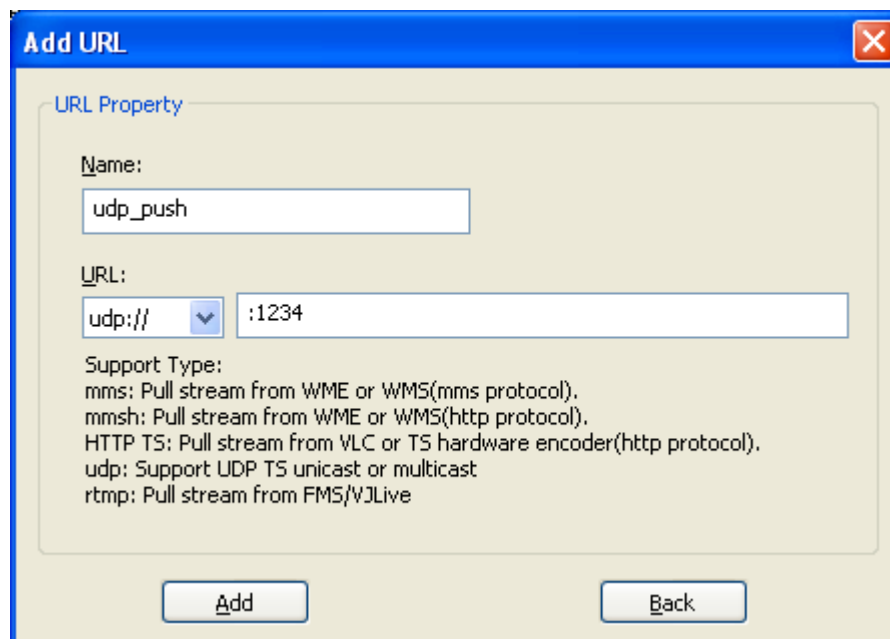 Add URL
URL Property
Name:
udp_push
URL:
udp:// :1234
Support Type:
mms: Pull stream from WME or WMS(mms protocol).
mmsh: Pull stream from WME or WMS(http protocol).
HTTP TS: Pull stream from VLC or TS hardware encoder(http protocol).
udp: Support UDP TS unicast or multicast
rtmp: Pull stream from FMS/VJLive
Add Back